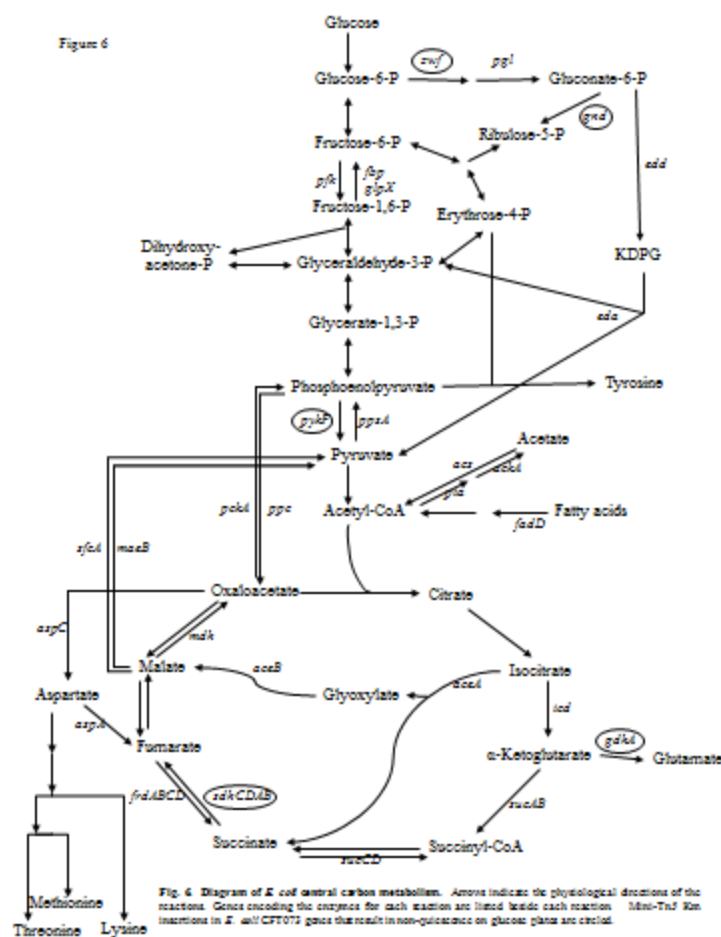 Glucose
Figure 6
Glucose-6-P
zwf
pgl
Gluconate-6-P
gnd
Fructose-6-P
Ribulose-5-P
pfk
fbp
glpX
edd
Fructose-1,6-P
Erythrose-4-P
Dihydroxy-
acetone-P
Glyceraldehyde-3-P
KDPG
Glycerate-1,3-P
eda
Phosphoenolpyruvate
Tyrosine
pykF
ppsA
Acetate
Pyruvate
acs
ackA
pta
pckA
ppc
Acetyl-CoA
Fatty acids
fadD
sfcA
maeB
Oxaloacetate
Citrate
aspC
mdh
Malate
aceB
aceA
Isocitrate
Aspartate
Glyoxylate
icd
aspA
Fumarate
gdhA
α-Ketoglutarate
Glutamate
frdABCD
sdhCDAB
sucAB
Succinate
Succinyl-CoA
sucCD
Methionine
Threonine
Lysine
Fig. 6 Diagram of E. coli central carbon metabolism. Arrows indicate the physiological directions of the
reactions. Genes encoding the enzymes for each reaction are listed beside each reaction. Mini-Tn5 Km
insertions in E. coli CFT073 genes that result in non-quiescence on glucose plates are circled.